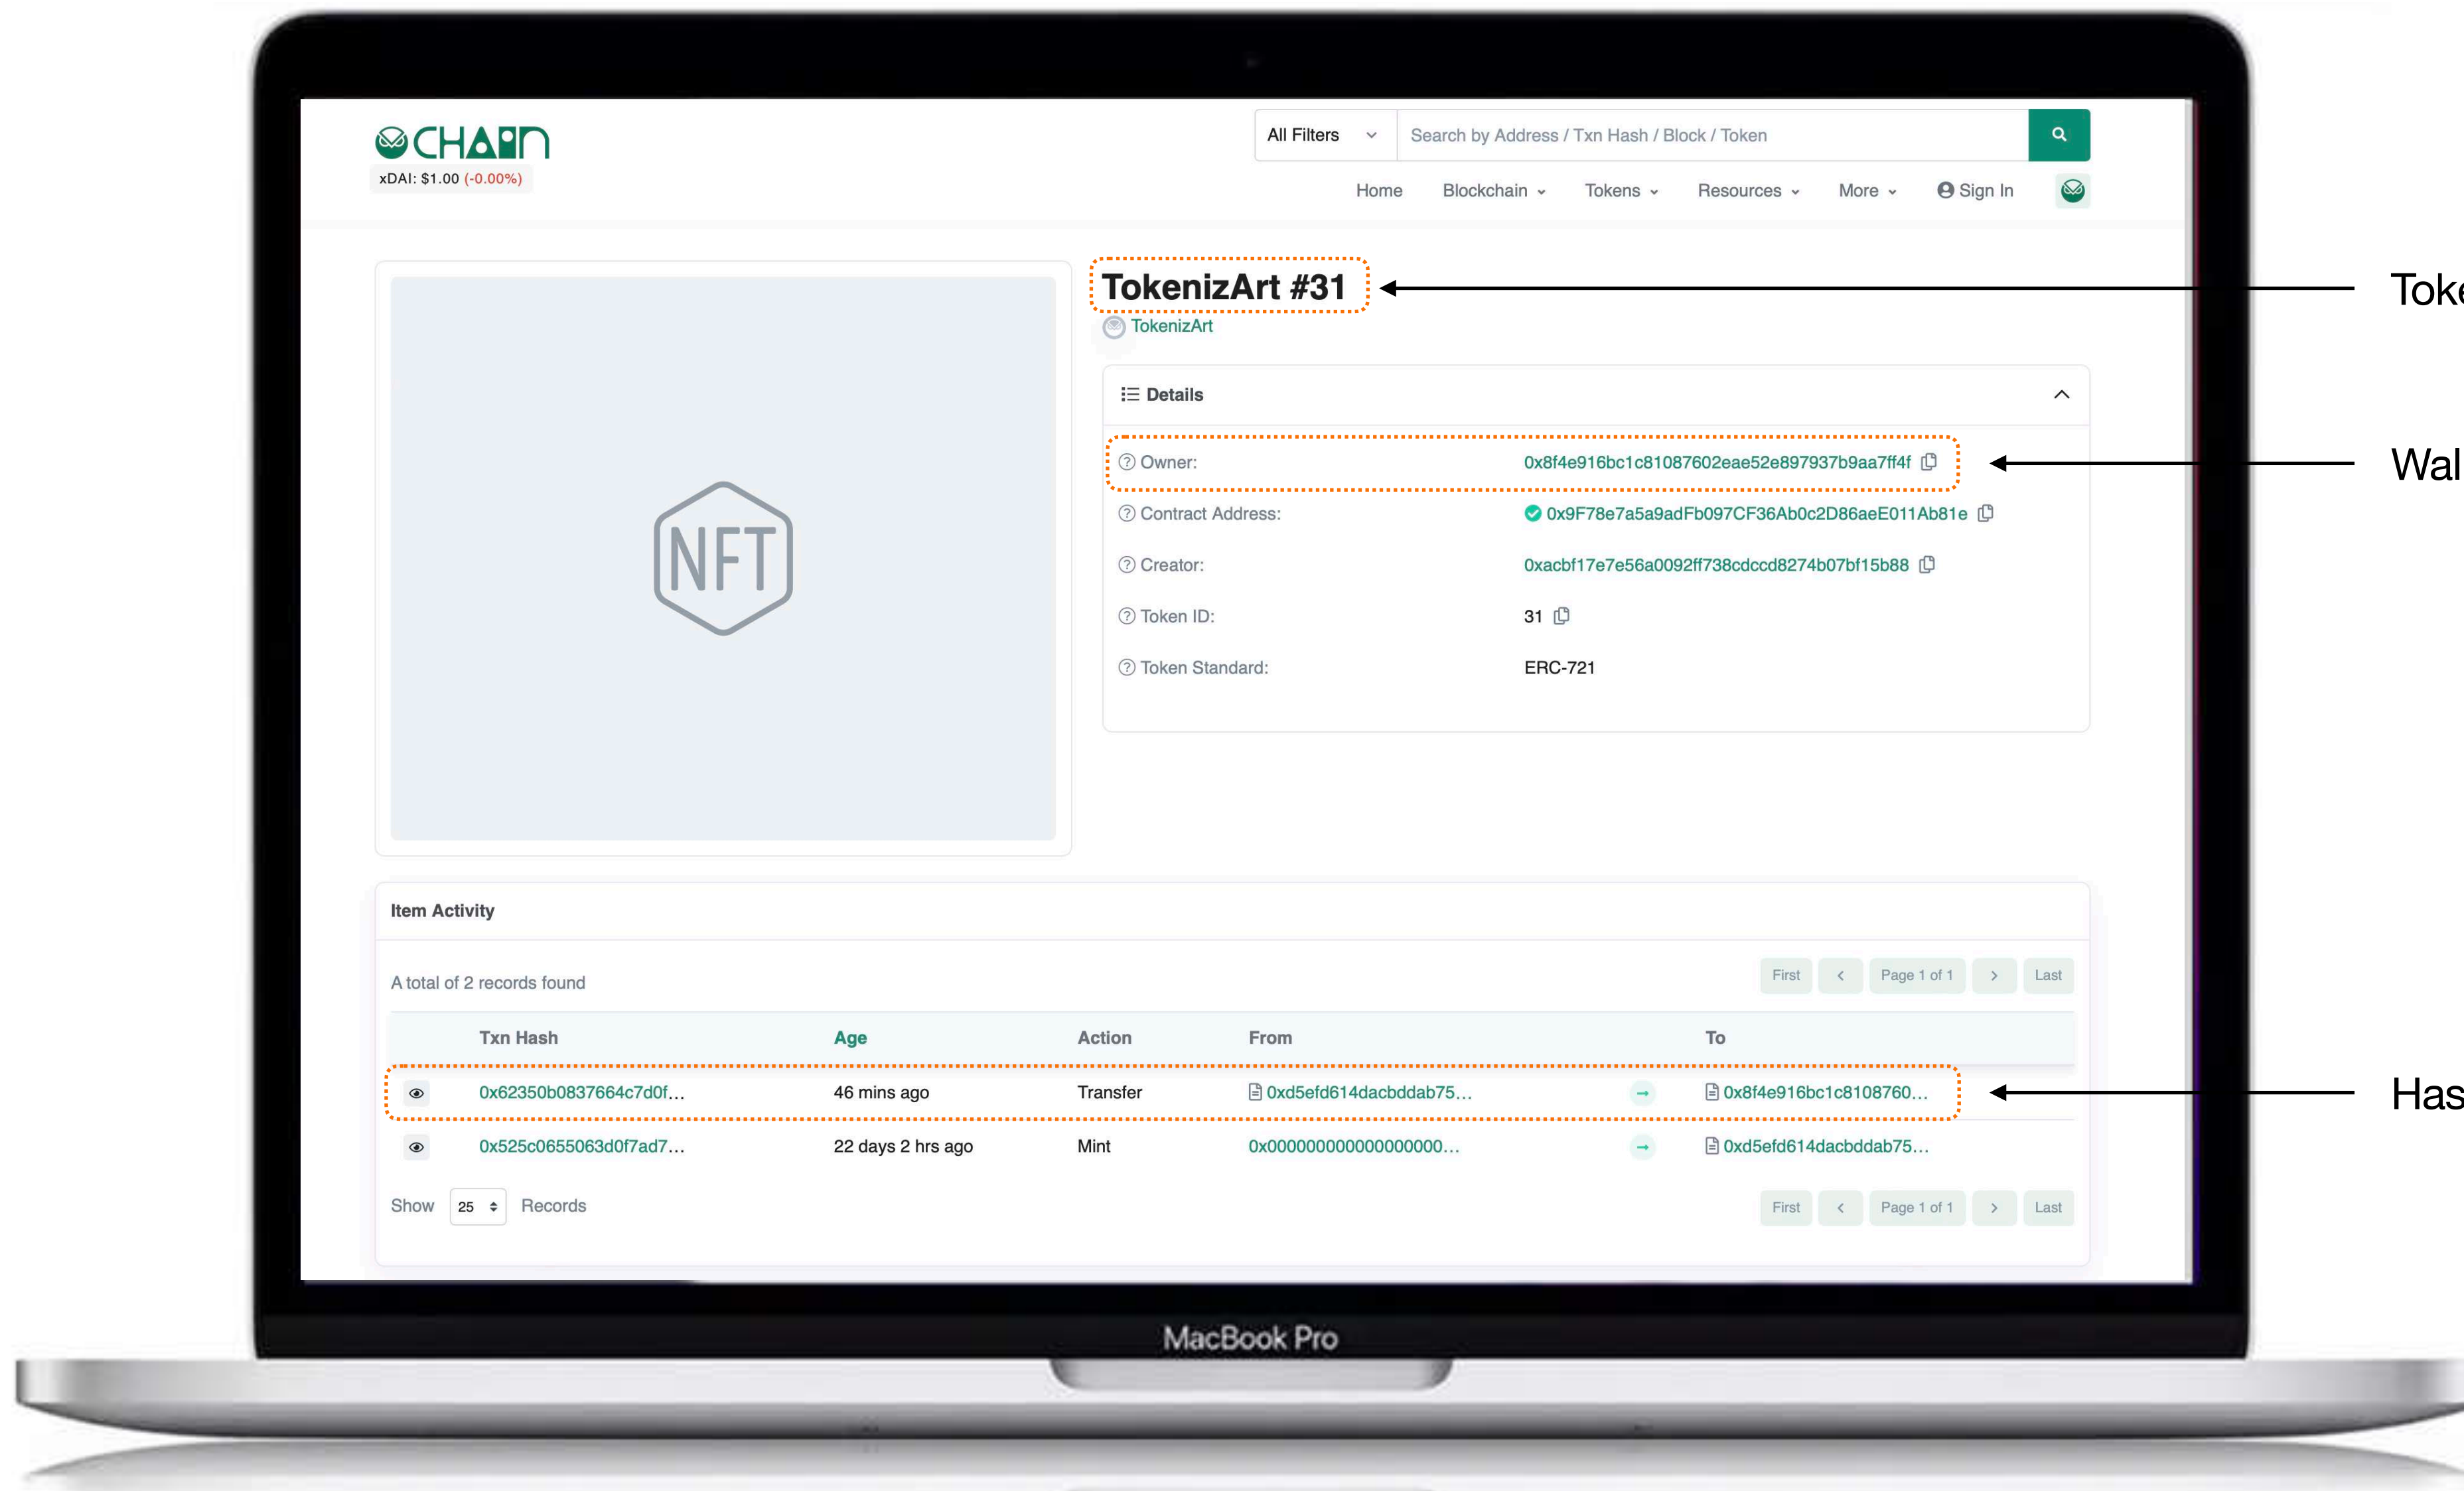 CHAIN
All Filters
Search by Address / Txn Hash / Block / Token
xDAI: $1.00 (-0.00%)
Home Blockchain Tokens Resources More Sign In
TokenizArt #31
TokenizArt
Details
Owner: 0x8f4e916bc1c81087602eae52e897937b9aa7ff4f
Contract Address: 0x9F78e7a5a9adFb097CF36Ab0c2D86aeE011Ab81e
Creator: 0xacbf17e7e56a0092ff738cdccd8274b07bf15b88
Token ID: 31
Token Standard: ERC-721
NFT
Item Activity
A total of 2 records found
First < Page 1 of 1 > Last
Txn Hash Age Action From To
0x62350b0837664c7d0f... 46 mins ago Transfer 0xd5efd614dacbddab75... 0x8f4e916bc1c8108760...
0x525c0655063d0f7ad7... 22 days 2 hrs ago Mint 0x000000000000000000... 0xd5efd614dacbddab75...
Show 25 Records
First < Page 1 of 1 > Last
MacBook Pro